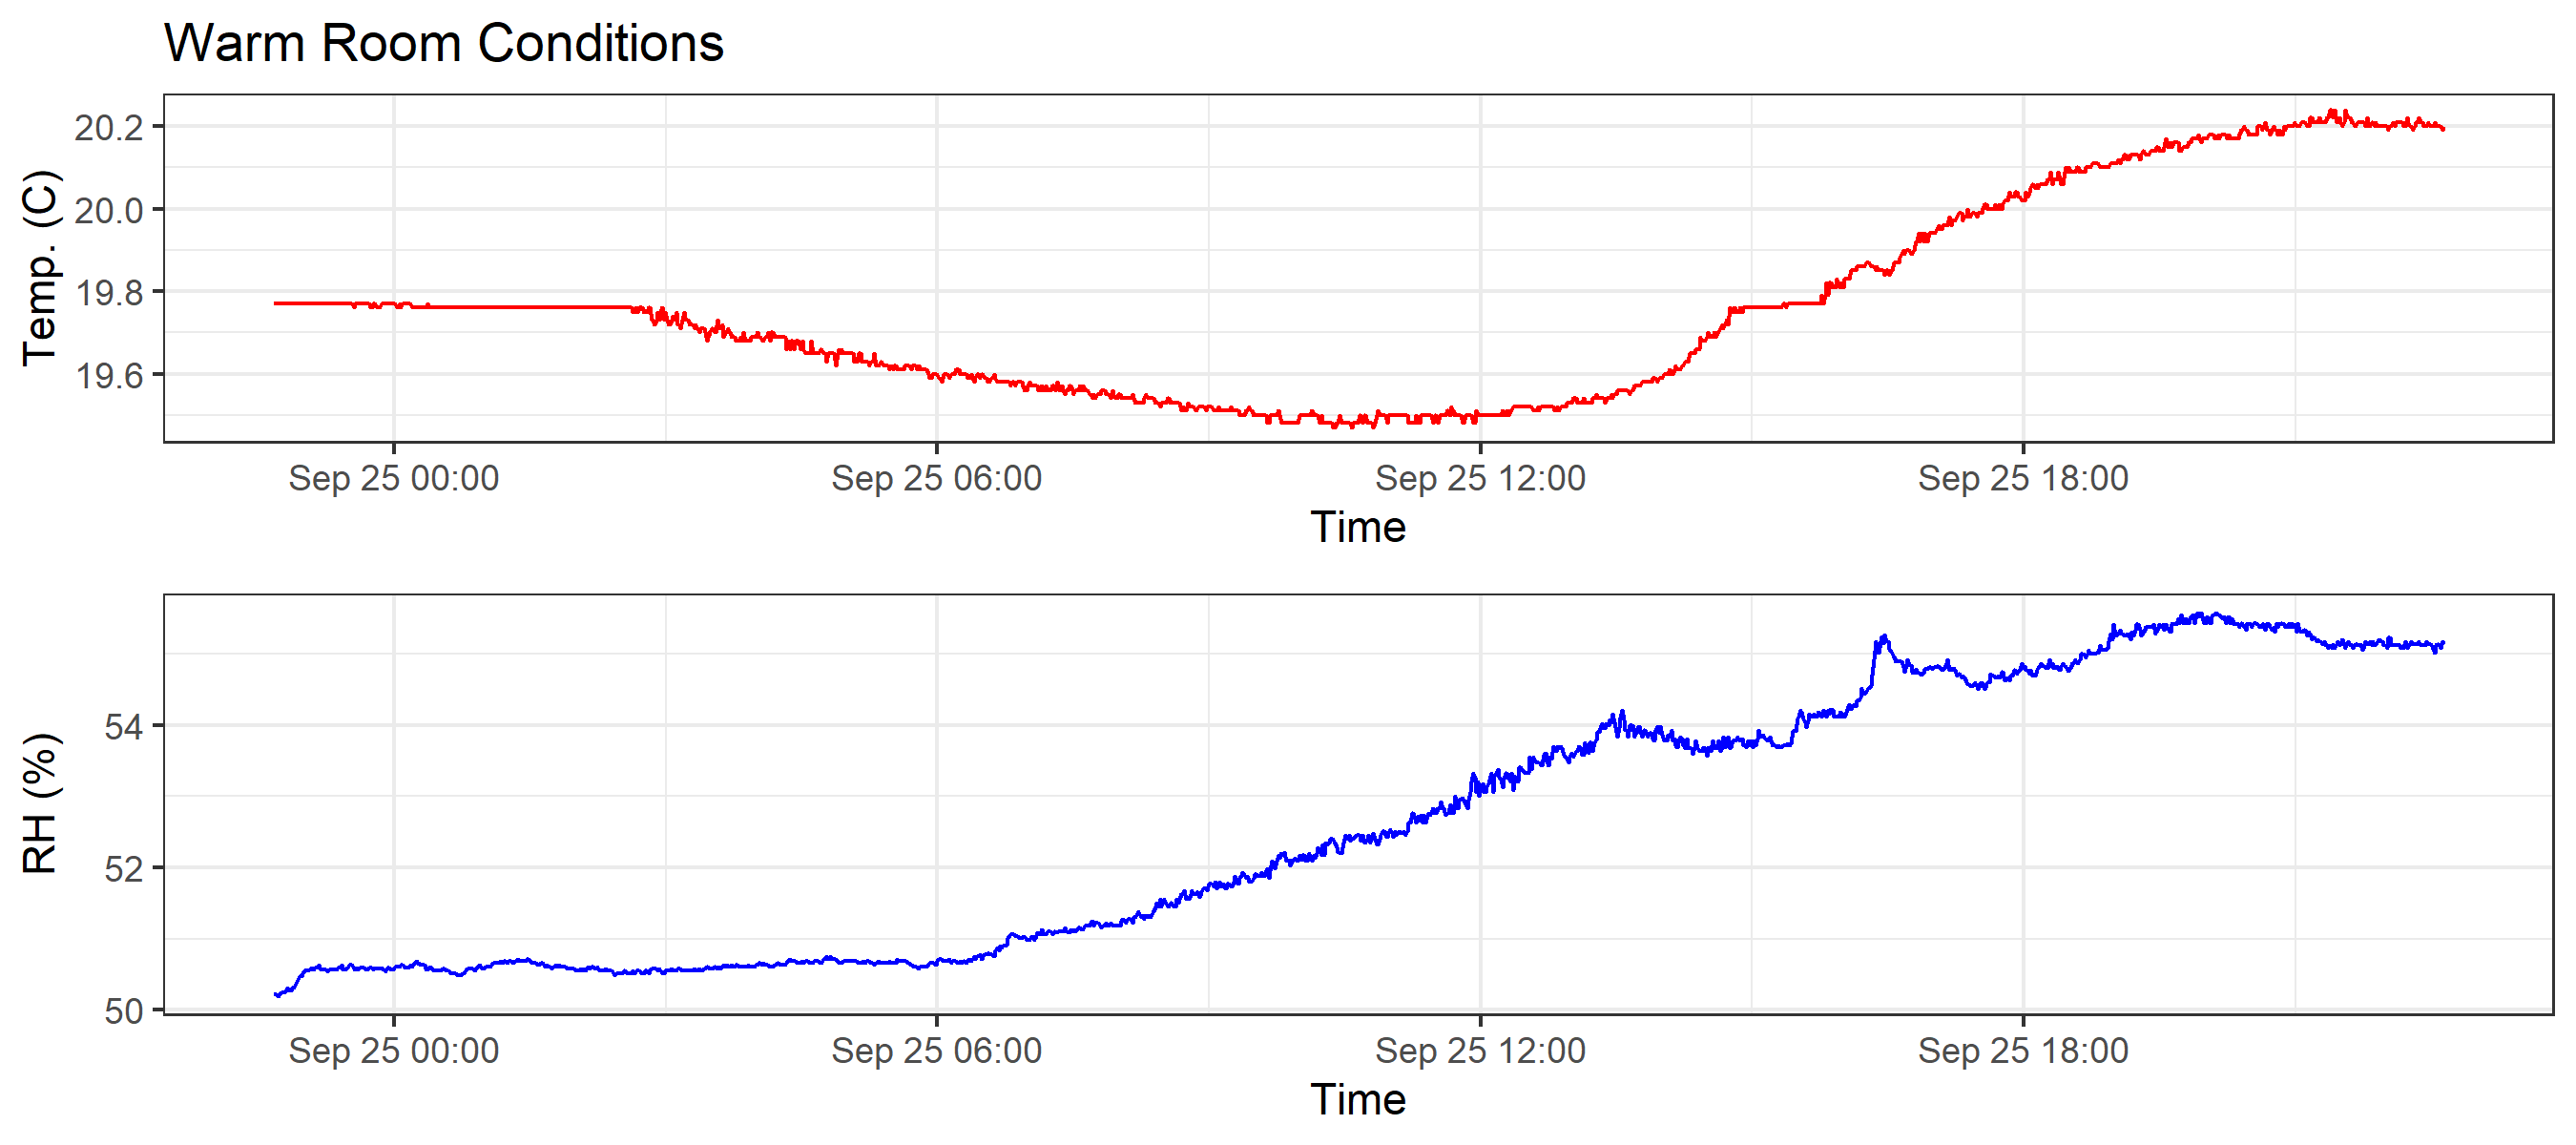 Warm Room Conditions
Temp. (C)
20.2
20.0
19.8
19.6
Sep 25 00:00 Sep 25 06:00 Sep 25 12:00 Sep 25 18:00
Time
RH (%)
54
52
50
Sep 25 00:00 Sep 25 06:00 Sep 25 12:00 Sep 25 18:00
Time